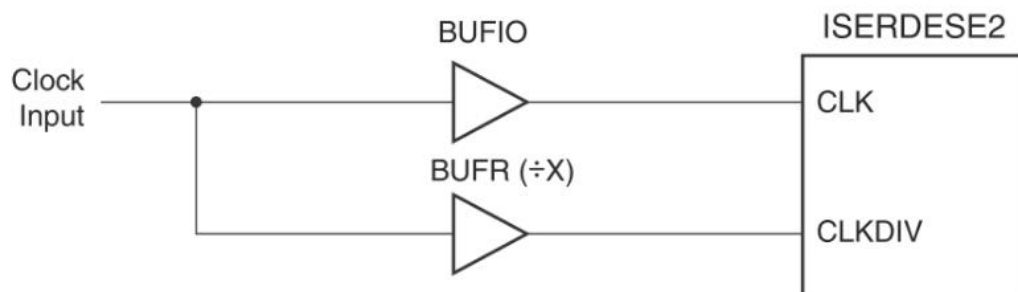 BUFIO
ISERDESE2
Clock
Input
CLK
BUFR (÷X)
CLKDIV